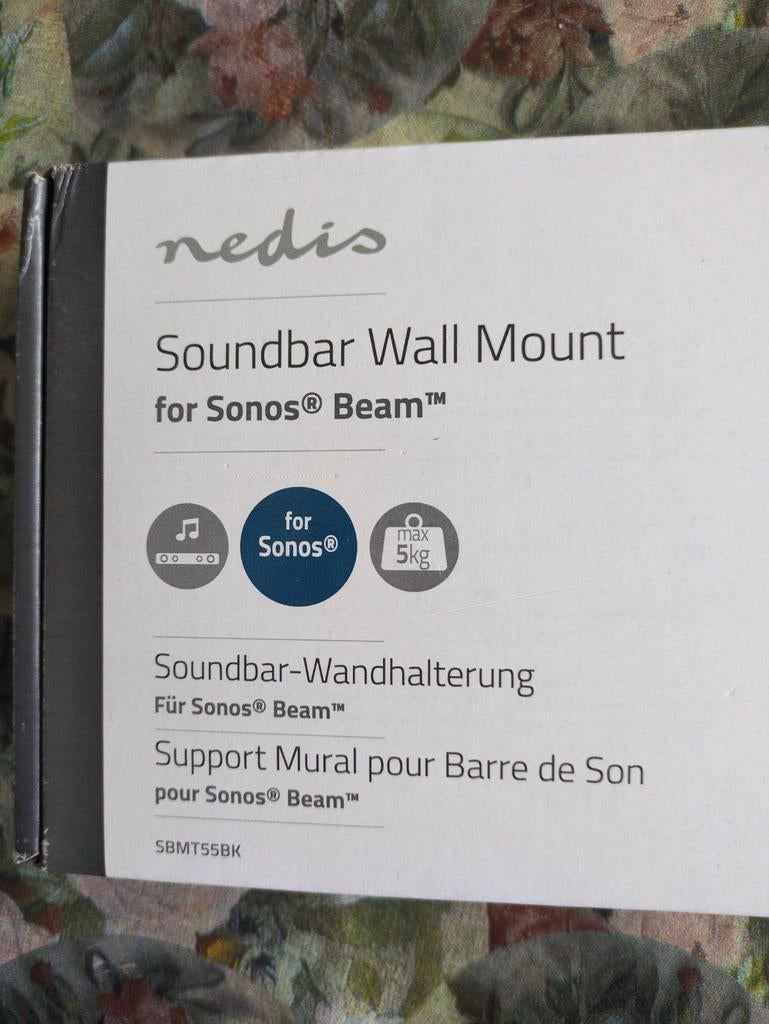 nedis
Soundbar Wall Mount
for Sonos® Beam™
for
Sonos®
max
5kg
Soundbar-Wandhalterung
Für Sonos® Beam™
Support Mural pour Barre de Son
pour Sonos® Beam™
SBMT55BK